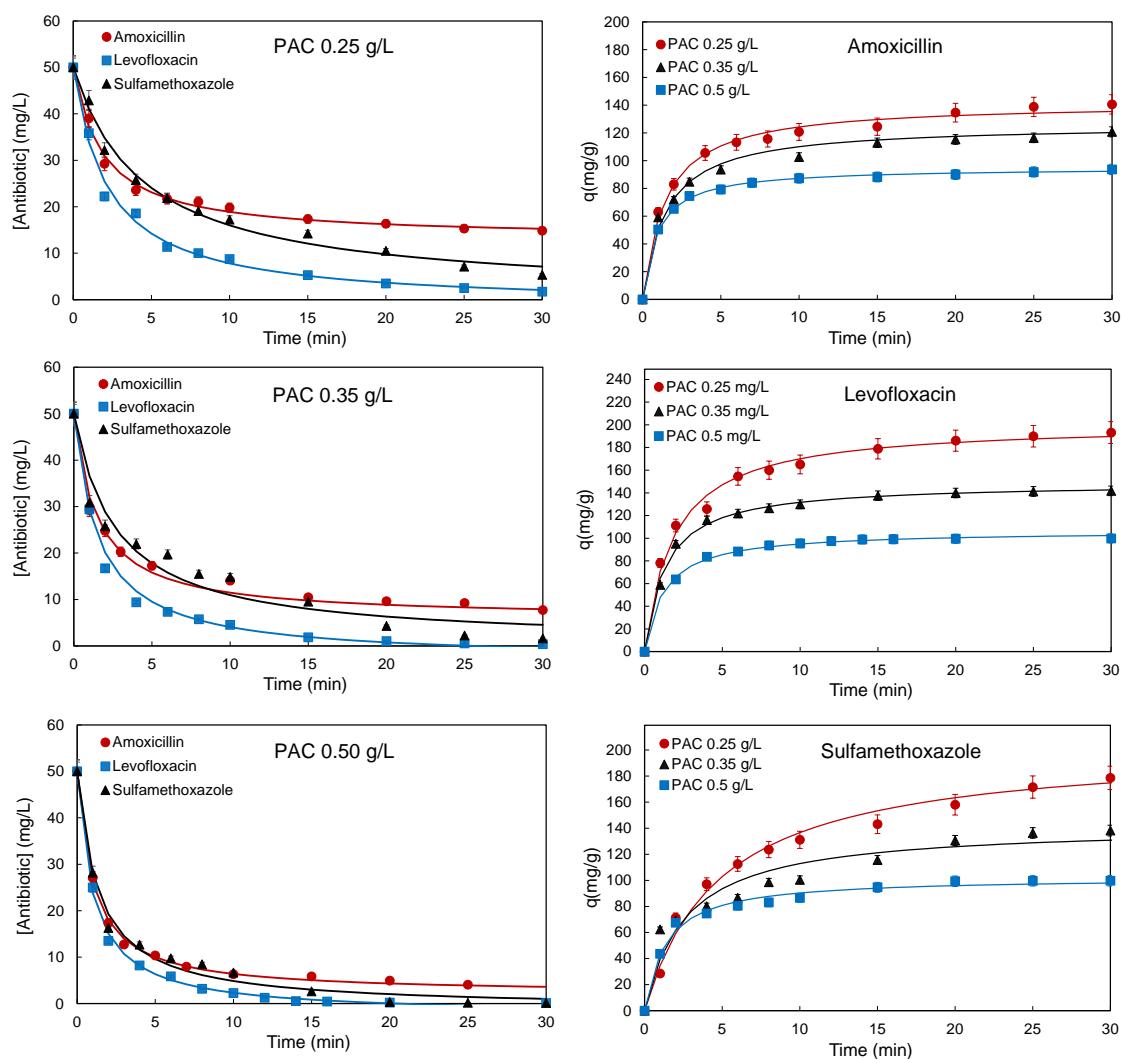 PAC 0.25 g/L
Amoxicillin
Levofloxacin
Sulfamethoxazole
[Antibiotic] (mg/L)
60
50
40
30
20
10
0
0 5 10 15 20 25 30
Time (min)
Amoxicillin
PAC 0.25 g/L
PAC 0.35 g/L
PAC 0.5 g/L
q(mg/g)
200
180
160
140
120
100
80
60
40
20
0
0 5 10 15 20 25 30
Time (min)
PAC 0.35 g/L
Amoxicillin
Levofloxacin
Sulfamethoxazole
[Antibiotic] (mg/L)
60
50
40
30
20
10
0
0 5 10 15 20 25 30
Time (min)
Levofloxacin
PAC 0.25 mg/L
PAC 0.35 mg/L
PAC 0.5 mg/L
q(mg/g)
240
220
200
180
160
140
120
100
80
60
40
20
0
0 5 10 15 20 25 30
Time (min)
PAC 0.50 g/L
Amoxicillin
Levofloxacin
Sulfamethoxazole
[Antibiotic] (mg/L)
60
50
40
30
20
10
0
0 5 10 15 20 25 30
Time (min)
Sulfamethoxazole
PAC 0.25 g/L
PAC 0.35 g/L
PAC 0.5 g/L
q(mg/g)
200
180
160
140
120
100
80
60
40
20
0
0 5 10 15 20 25 30
Time (min)